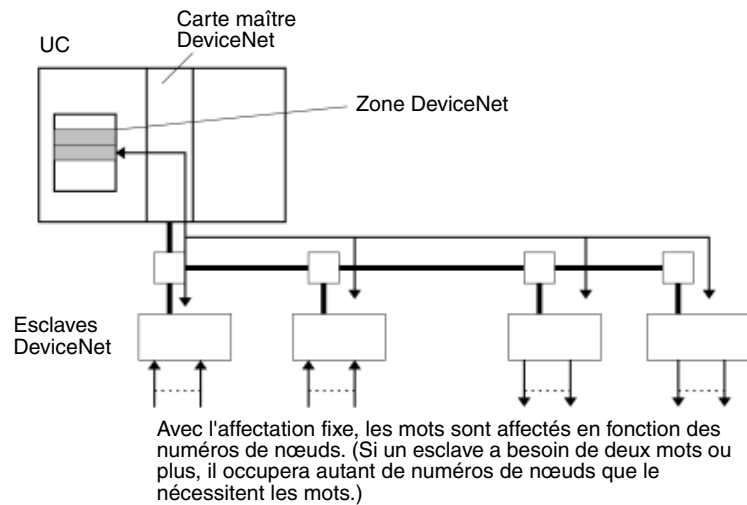 Carte maître
DeviceNet
UC
Zone DeviceNet
Esclaves
DeviceNet
Avec l'affectation fixe, les mots sont affectés en fonction des
numéros de nœuds. (Si un esclave a besoin de deux mots ou
plus, il occupera autant de numéros de nœuds que le
nécessitent les mots.)